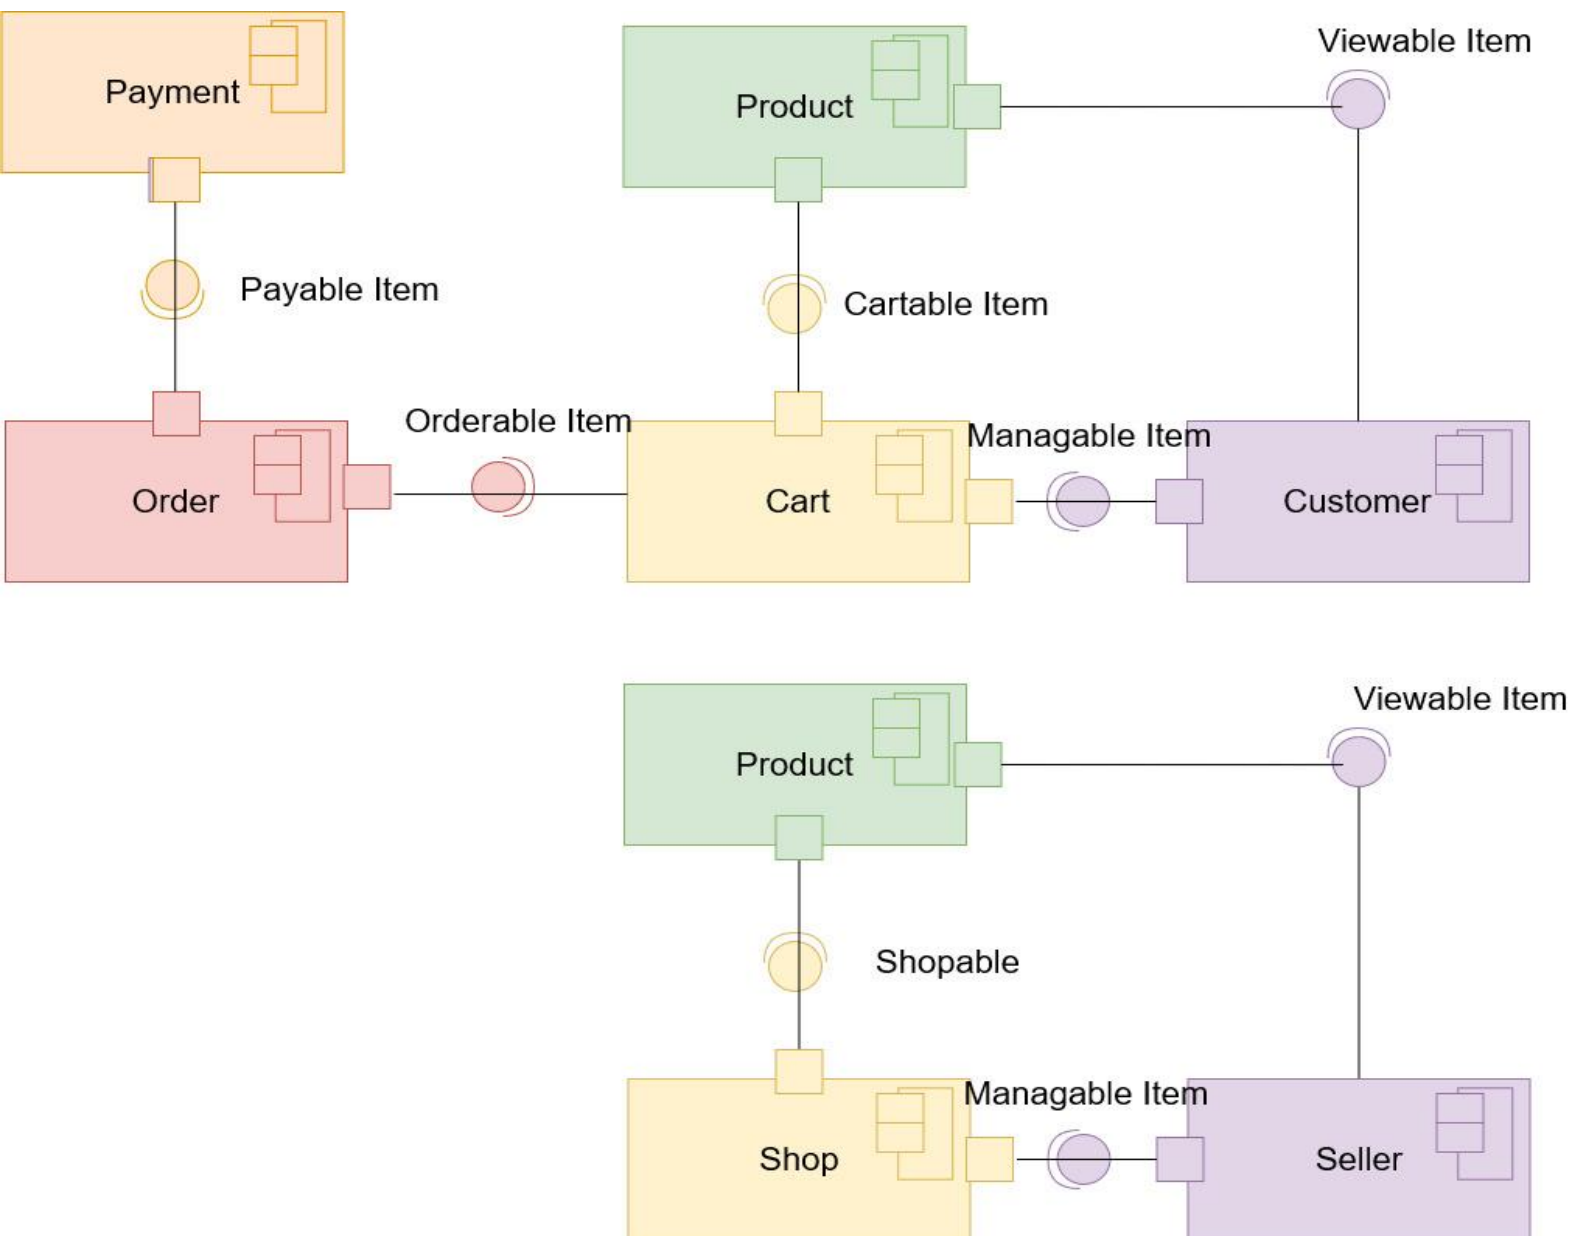 Viewable Item
Payment
Product
Payable Item
Cartable Item
Orderable Item
Managable Item
Order
Cart
Customer
Viewable Item
Product
Shopable
Managable Item
Shop
Seller